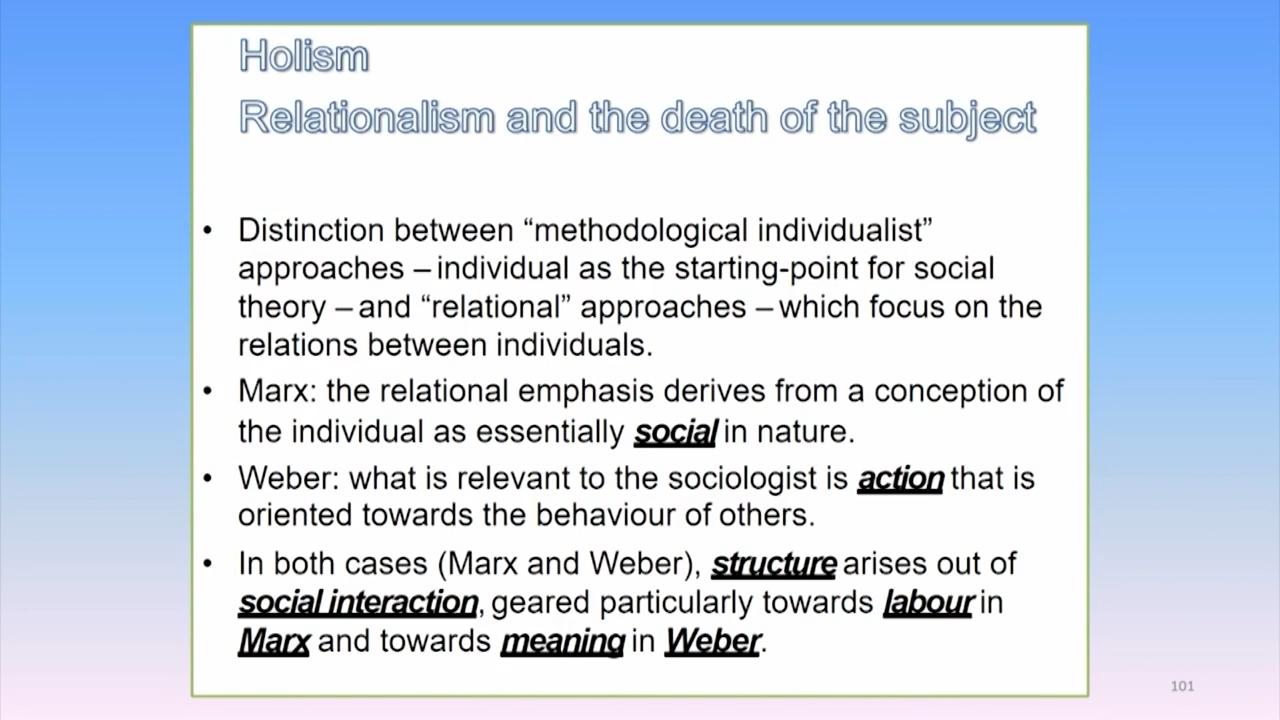 Holism
Relationalism and the death of the subject
• Distinction between “methodological individualist”
approaches – individual as the starting-point for social
theory – and “relational” approaches – which focus on the
relations between individuals.
• Marx: the relational emphasis derives from a conception of
the individual as essentially social in nature.
• Weber: what is relevant to the sociologist is action that is
oriented towards the behaviour of others.
• In both cases (Marx and Weber), structure arises out of
social interaction, geared particularly towards labour in
Marx and towards meaning in Weber.
101